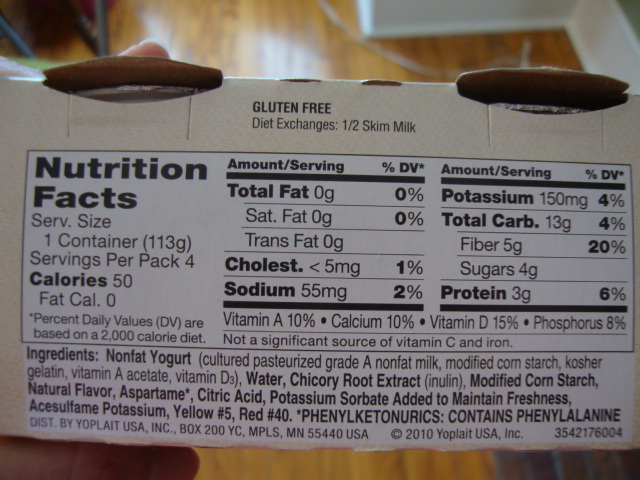 GLUTEN FREE
Diet Exchanges: 1/2 Skim Milk
Nutrition
Facts
Serv. Size
1 Container (113g)
Servings Per Pack 4
Calories 50
Fat Cal. 0
*Percent Daily Values (DV) are
based on a 2,000 calorie diet.
Amount/Serving % DV*
Total Fat 0g 0%
Sat. Fat 0g 0%
Trans Fat 0g
Cholest. < 5mg 1%
Sodium 55mg 2%
Amount/Serving % DV*
Potassium 150mg 4%
Total Carb. 13g 4%
Fiber 5g 20%
Sugars 4g
Protein 3g 6%
Vitamin A 10% • Calcium 10% • Vitamin D 15% • Phosphorus 8%
Not a significant source of vitamin C and iron.
Ingredients: Nonfat Yogurt (cultured pasteurized grade A nonfat milk, modified corn starch, kosher
gelatin, vitamin A acetate, vitamin D3), Water, Chicory Root Extract (inulin), Modified Corn Starch,
Natural Flavor, Aspartame*, Citric Acid, Potassium Sorbate Added to Maintain Freshness,
Acesulfame Potassium, Yellow #5, Red #40. *PHENYLKETONURICS: CONTAINS PHENYLALANINE
DIST. BY YOPLAIT USA, INC., BOX 200 YC, MPLS, MN 55440 USA © 2010 Yoplait USA, Inc. 3542176004